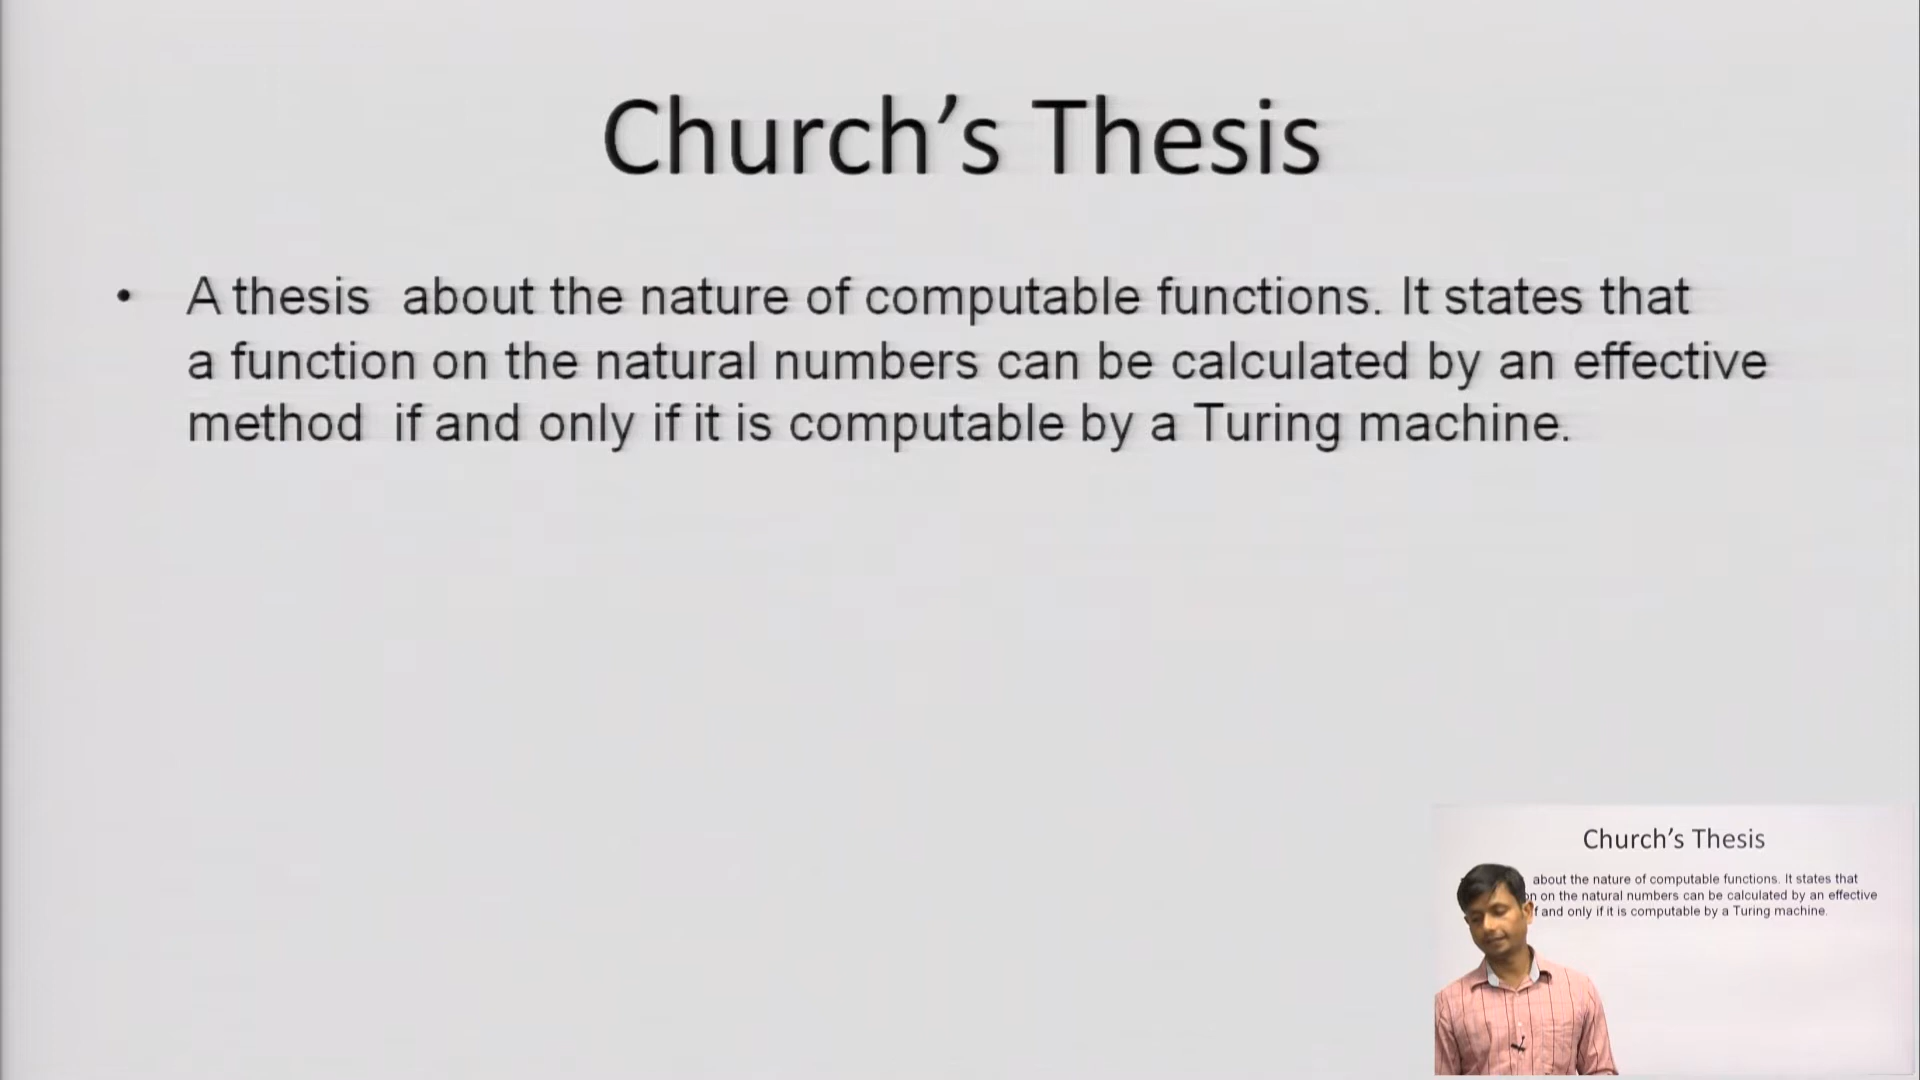 Church’s Thesis
• A thesis about the nature of computable functions. It states that
a function on the natural numbers can be calculated by an effective
method if and only if it is computable by a Turing machine.
Church’s Thesis
about the nature of computable functions. It states that
on on the natural numbers can be calculated by an effective
f and only if it is computable by a Turing machine.